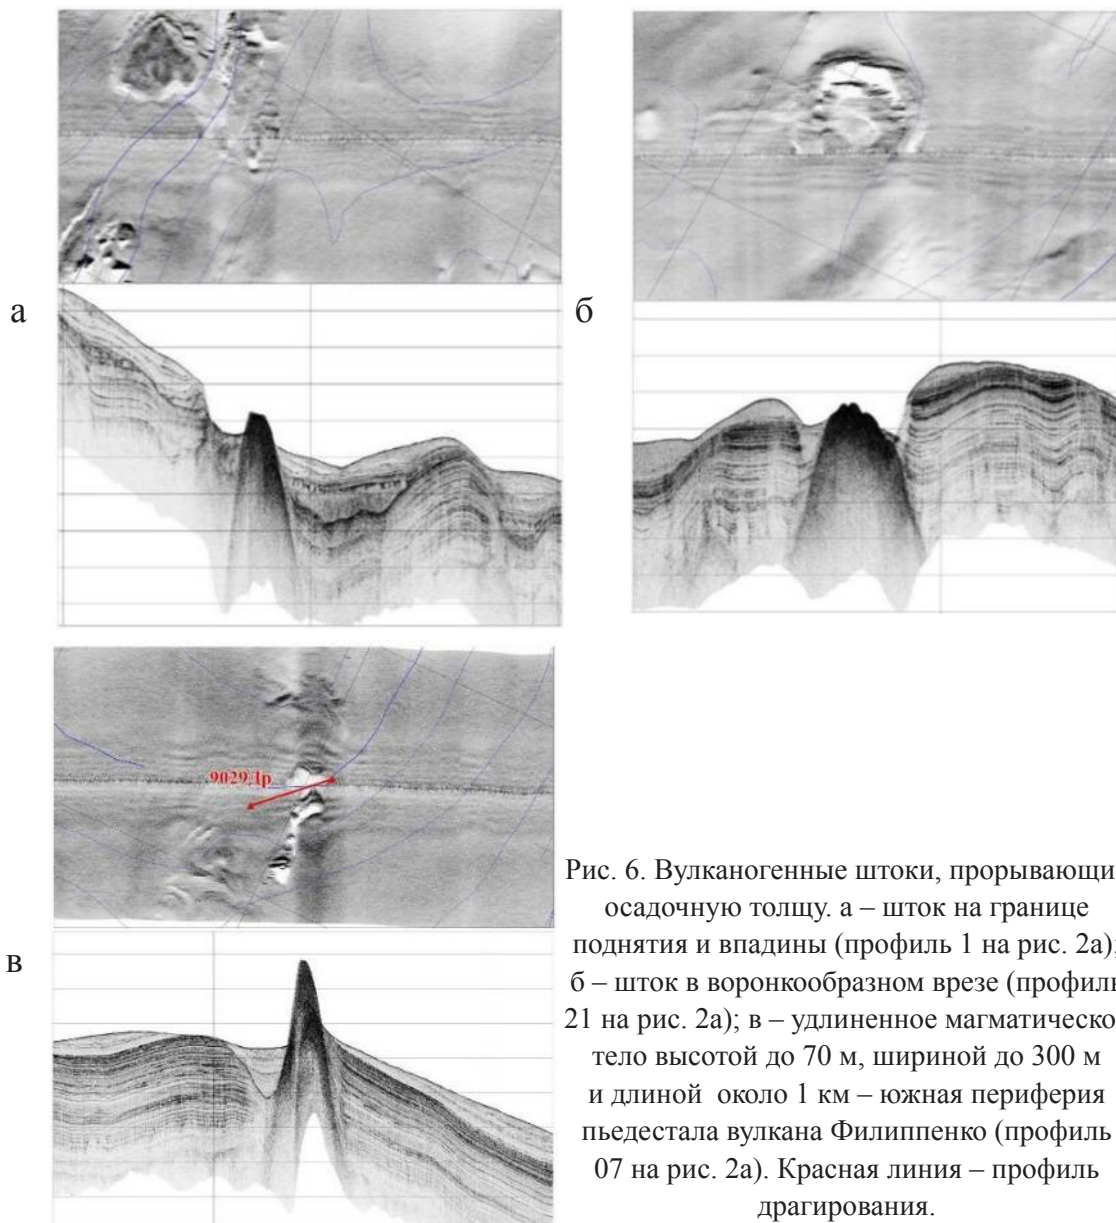 а
б
9029Др
в
Рис. 6. Вулканогенные штоки, прорывающи
осадочную толщу. а – шток на границе
поднятия и впадины (профиль 1 на рис. 2а);
б – шток в воронкообразном врезе (профиль
21 на рис. 2а); в – удлиненное магматическо
тело высотой до 70 м, шириной до 300 м
и длиной около 1 км – южная периферия
пьедестала вулкана Филиппенко (профиль
07 на рис. 2а). Красная линия – профиль
драгирования.